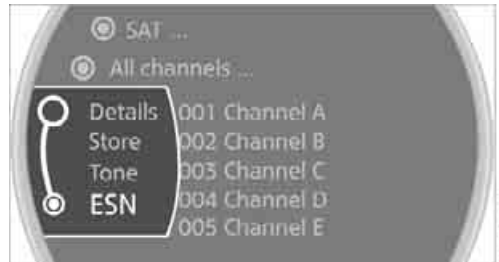 SAT ...
All channels ...
Details 001 Channel A
Store 002 Channel B
Tone 003 Channel C
ESN 004 Channel D
005 Channel E